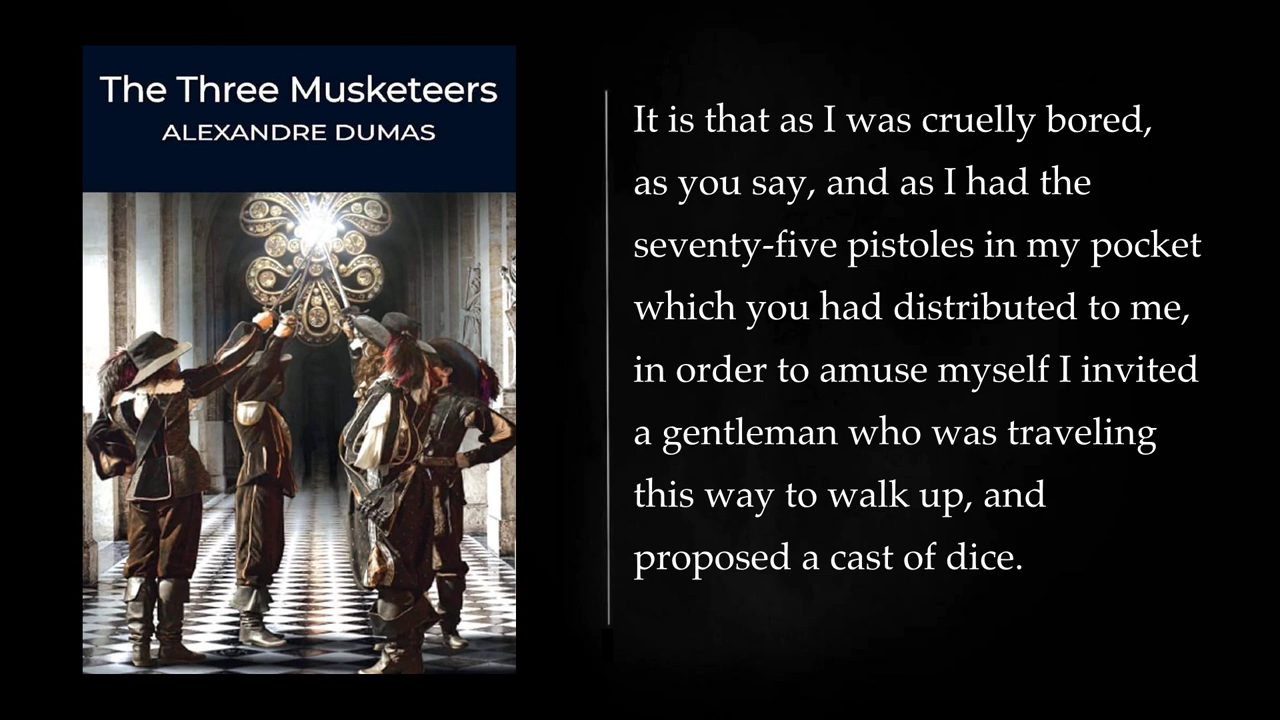 The Three Musketeers
ALEXANDRE DUMAS
It is that as I was cruelly bored,
as you say, and as I had the
seventy-five pistoles in my pocket
which you had distributed to me,
in order to amuse myself I invited
a gentleman who was traveling
this way to walk up, and
proposed a cast of dice.